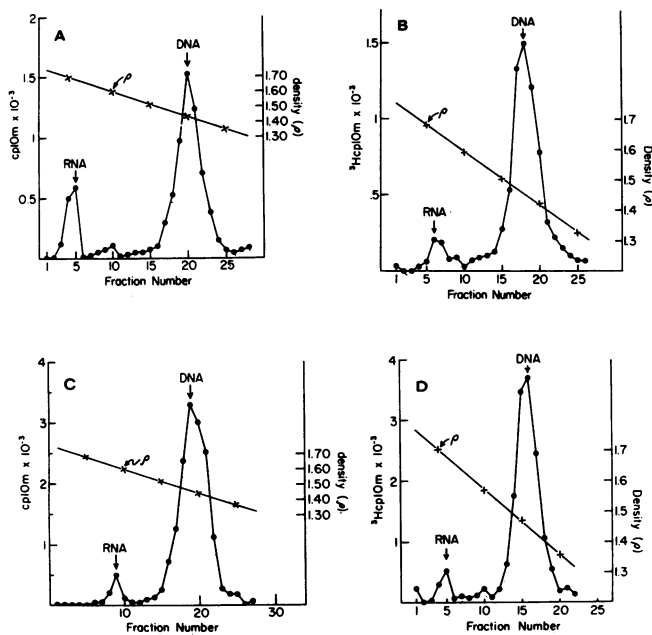 A
2
1.5
1
0.5
cpl0m x 10⁻³
DNA
RNA
ρ
1.70
1.60
1.50
1.40
1.30
density (ρ)
1 5 10 15 20 25
Fraction Number
B
1.5
1
.5
³Hcpl0m x 10⁻³
DNA
RNA
ρ
1.7
1.6
1.5
1.4
1.3
Density (ρ)
1 5 10 15 20 25
Fraction Number
C
4
3
2
1
cpl0m x 10⁻³
DNA
RNA
ρ
1.70
1.60
1.50
1.40
1.30
density (ρ).
10 20 30
Fraction Number
D
4
3
2
1
³Hcpl0m x 10⁻³
DNA
RNA
ρ
1.7
1.6
1.5
1.4
1.3
Density (ρ)
1 5 10 15 20 25
Fraction Number